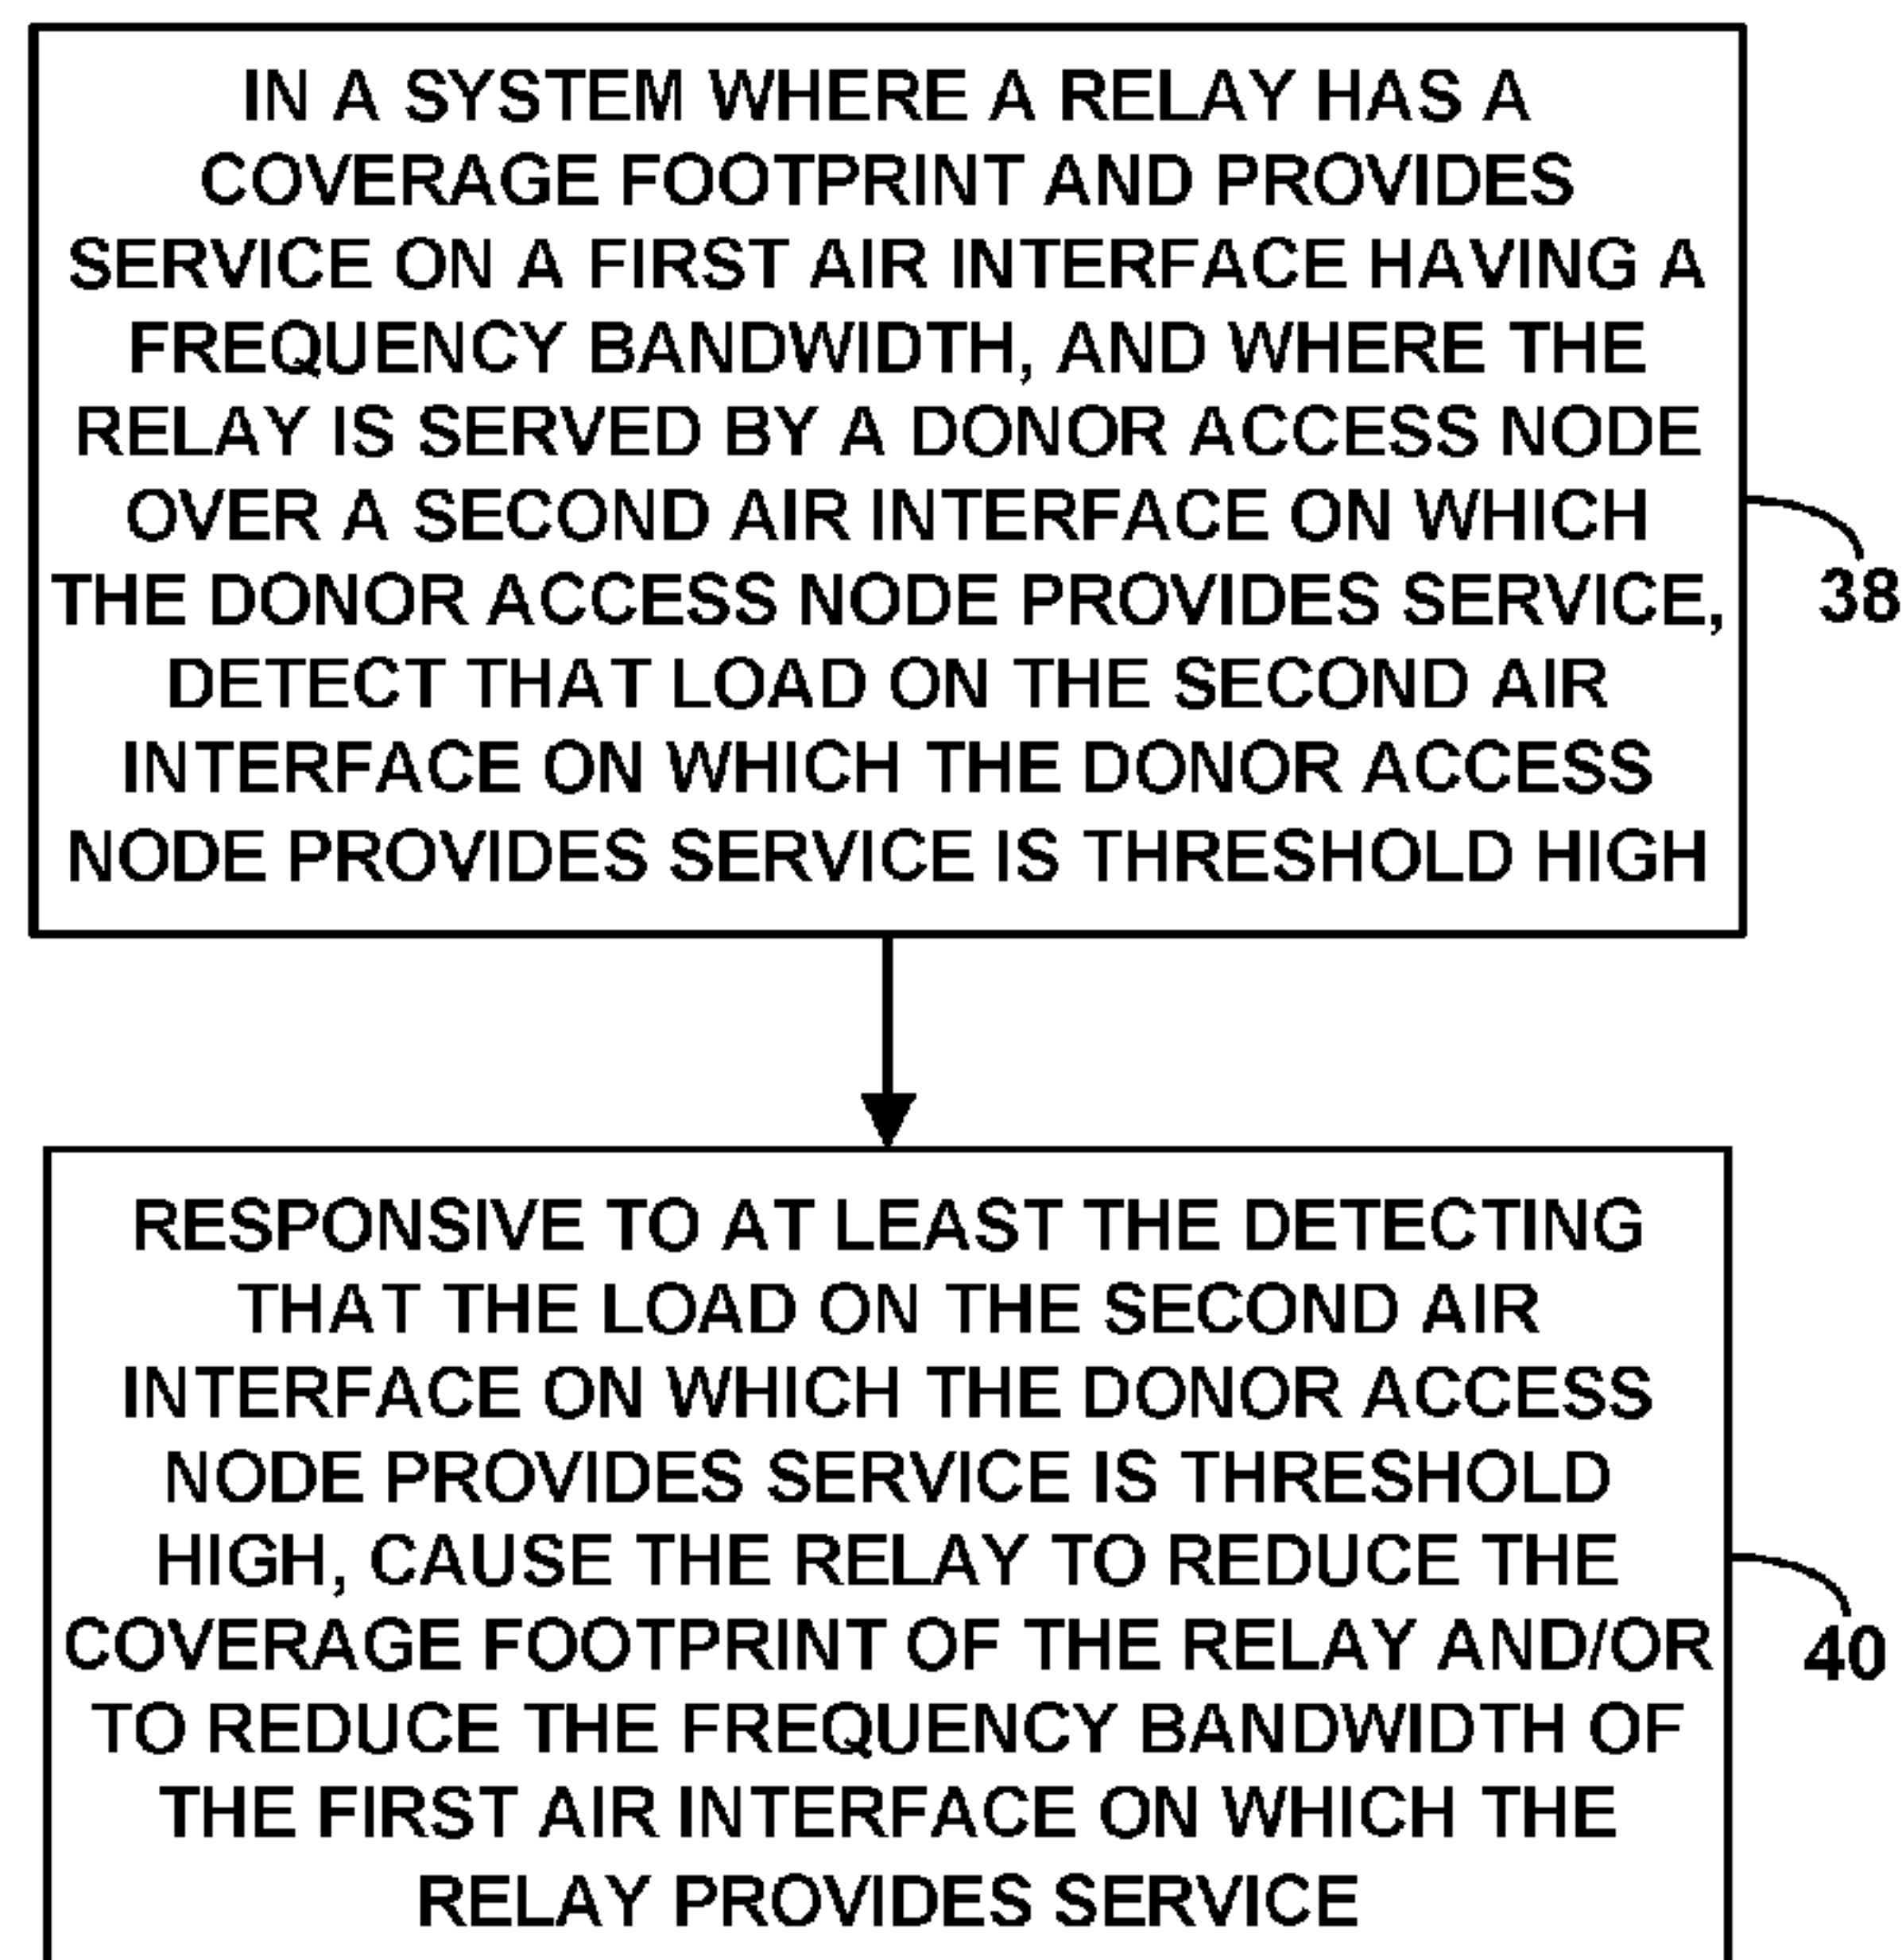 IN A SYSTEM WHERE A RELAY HAS A
COVERAGE FOOTPRINT AND PROVIDES
SERVICE ON A FIRST AIR INTERFACE HAVING A
FREQUENCY BANDWIDTH, AND WHERE THE
RELAY IS SERVED BY A DONOR ACCESS NODE
OVER A SECOND AIR INTERFACE ON WHICH
THE DONOR ACCESS NODE PROVIDES SERVICE,
DETECT THAT LOAD ON THE SECOND AIR
INTERFACE ON WHICH THE DONOR ACCESS
NODE PROVIDES SERVICE IS THRESHOLD HIGH
38
RESPONSIVE TO AT LEAST THE DETECTING
THAT THE LOAD ON THE SECOND AIR
INTERFACE ON WHICH THE DONOR ACCESS
NODE PROVIDES SERVICE IS THRESHOLD
HIGH, CAUSE THE RELAY TO REDUCE THE
COVERAGE FOOTPRINT OF THE RELAY AND/OR
TO REDUCE THE FREQUENCY BANDWIDTH OF
THE FIRST AIR INTERFACE ON WHICH THE
RELAY PROVIDES SERVICE
40